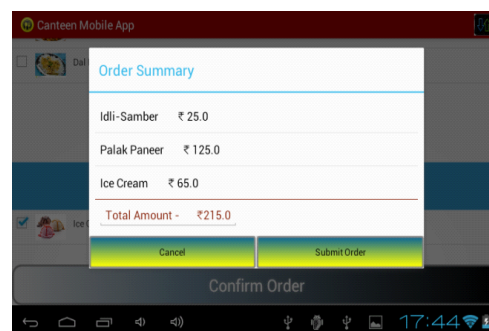 Canteen Mobile App
Dal
Order Summary
Idli-Samber ₹ 25.0
Palak Paneer ₹ 125.0
Ice Cream ₹ 65.0
Ice
Total Amount - ₹215.0
Cancel Submit Order
Confirm Order
17:44